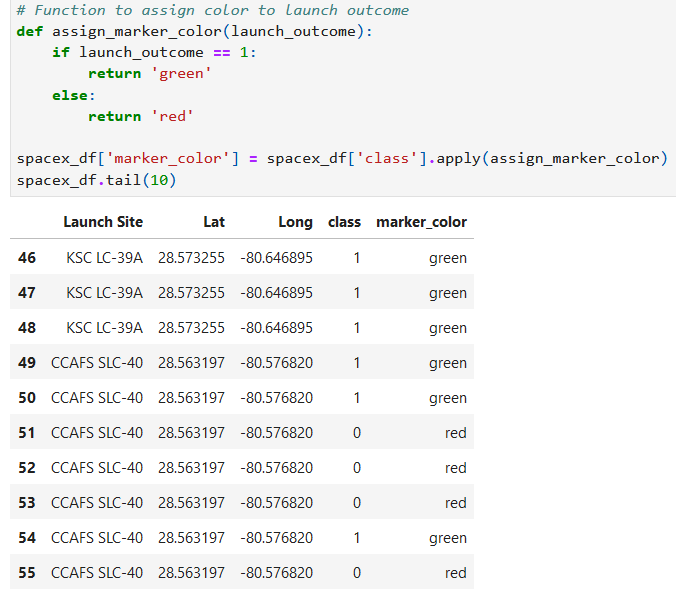 # Function to assign color to launch outcome
def assign_marker_color(launch_outcome):
    if launch_outcome == 1:
        return 'green'
    else:
        return 'red'
spacex_df['marker_color'] = spacex_df['class'].apply(assign_marker_color)
spacex_df.tail(10)
Launch Site Lat Long class marker_color
46 KSC LC-39A 28.573255 -80.646895 1 green
47 KSC LC-39A 28.573255 -80.646895 1 green
48 KSC LC-39A 28.573255 -80.646895 1 green
49 CCAFS SLC-40 28.563197 -80.576820 1 green
50 CCAFS SLC-40 28.563197 -80.576820 1 green
51 CCAFS SLC-40 28.563197 -80.576820 0 red
52 CCAFS SLC-40 28.563197 -80.576820 0 red
53 CCAFS SLC-40 28.563197 -80.576820 0 red
54 CCAFS SLC-40 28.563197 -80.576820 1 green
55 CCAFS SLC-40 28.563197 -80.576820 0 red